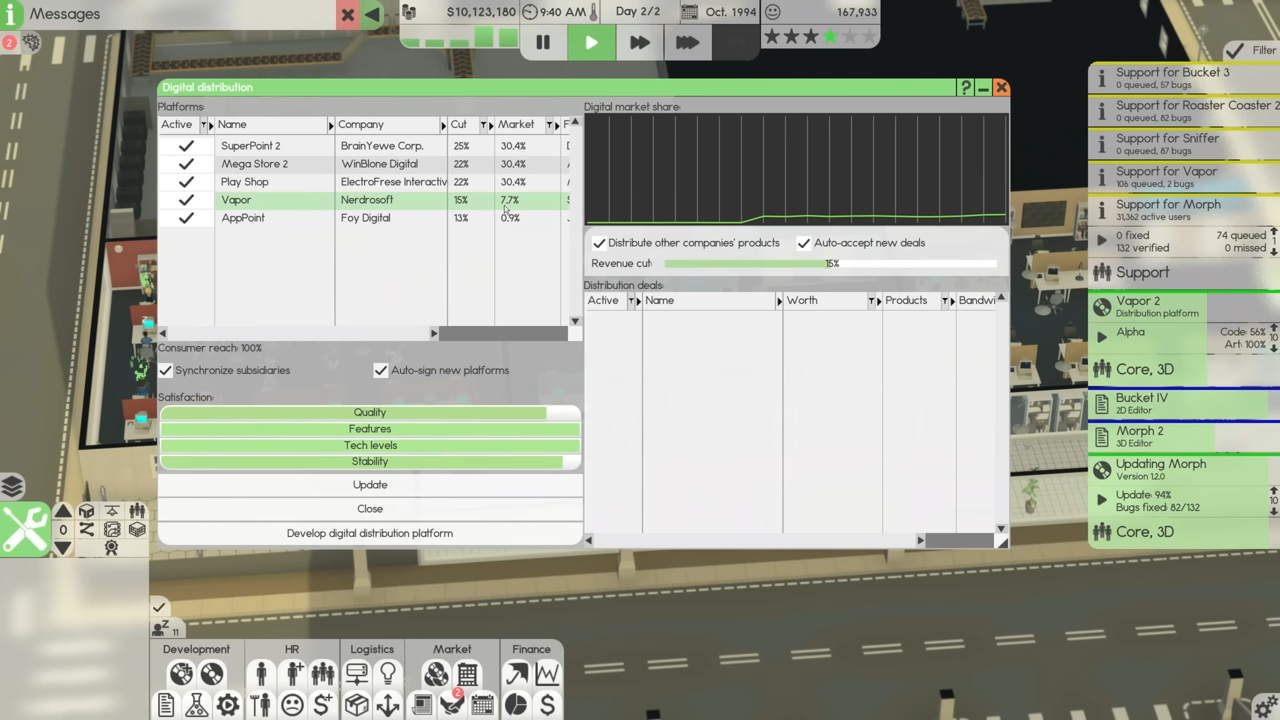 Messages
$10,123,180
9:40 AM
Day 2/2
Oct. 1994
167,933
2
Filter
Digital distribution
?
Platforms:
Active Name Company Cut Market
SuperPoint 2 BrainYewe Corp. 25% 30.4%
Mega Store 2 WinBlone Digital 22% 30.4%
Play Shop ElectroFrese Interactiv 22% 30.4%
Vapor Nerdrosoft 15% 7.7%
AppPoint Foy Digital 13% 0.9%
Consumer reach: 100%
Synchronize subsidiaries Auto-sign new platforms
Satisfaction:
Quality
Features
Tech levels
Stability
Update
Close
Develop digital distribution platform
Digital market share:
Distribute other companies' products Auto-accept new deals
Revenue cut: 15%
Distribution deals:
Active Name Worth Products Bandwi
Support for Bucket 3
0 queued, 57 bugs
Support for Roaster Coaster 2
0 queued, 82 bugs
Support for Sniffer
0 queued, 87 bugs
Support for Vapor
106 queued, 2 bugs
Support for Morph
31,362 active users
0 fixed 74 queued
132 verified 0 missed
Support
Vapor 2
Distribution platform
Alpha Code: 56%
Art: 100%
10
Core, 3D
Bucket IV
2D Editor
Morph 2
3D Editor
Updating Morph
Version 1.2.0
Update: 94%
Bugs fixed: 82/132
10
Core, 3D
0
11
Development HR Logistics Market Finance
2